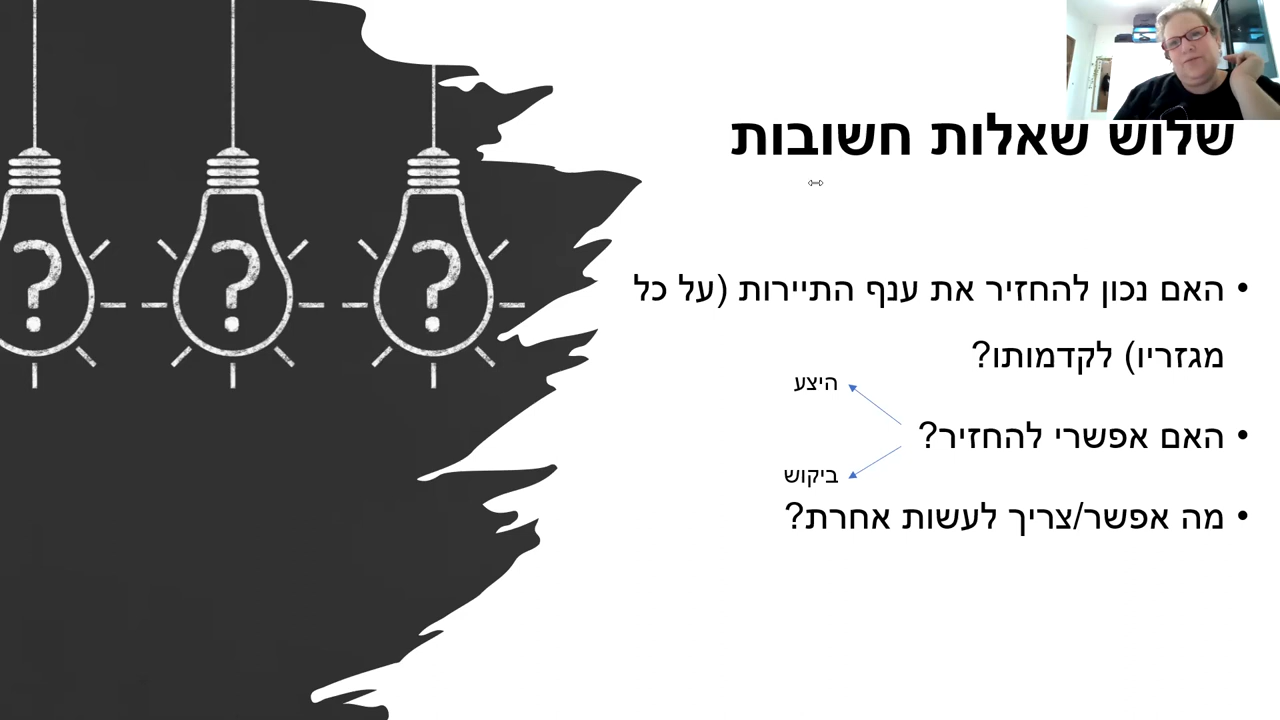 שלוש שאלות חשובות
• האם נכון להחזיר את ענף התיירות (על כל
מגזריו) לקדמותו?
היצע
• האם אפשרי להחזיר?
ביקוש
• מה אפשר/צריך לעשות אחרת?
? ? ?